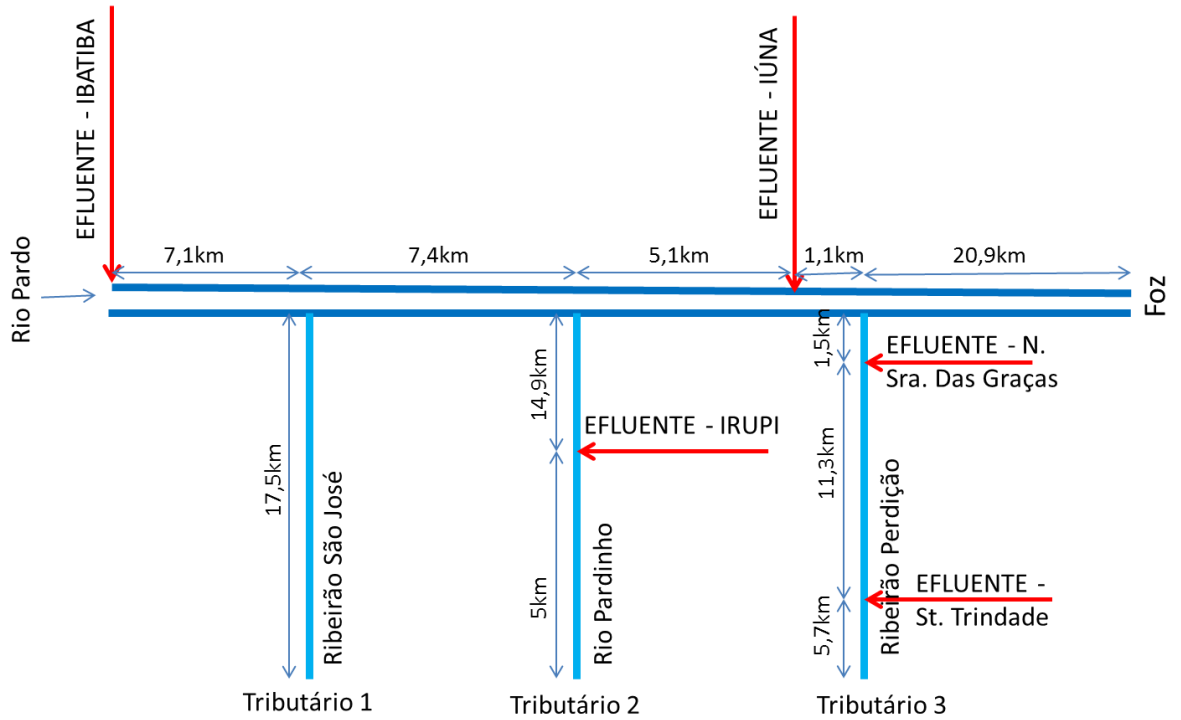 EFLUENTE - IBATIBA
EFLUENTE - IÚNA
7,1km
7,4km
5,1km
1,1km
20,9km
Rio Pardo
Foz
17,5km
Ribeirão São José
14,9km
EFLUENTE - IRUPI
5km
Rio Pardinho
1,5km
EFLUENTE - N.
Sra. Das Graças
11,3km
Ribeirão Perdição
EFLUENTE -
St. Trindade
5,7km
Tributário 1
Tributário 2
Tributário 3